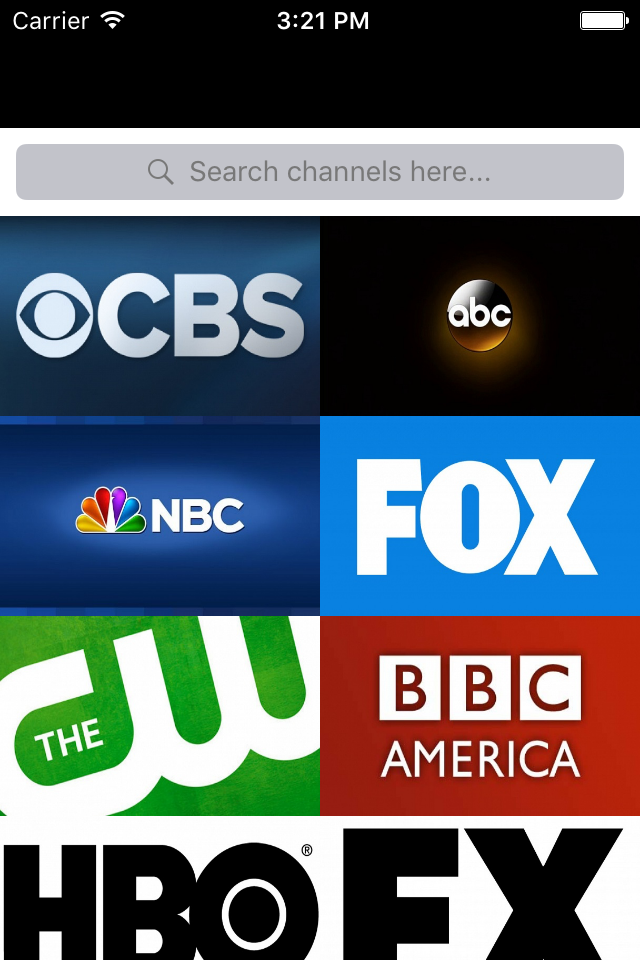 Carrier 3:21 PM
Search channels here...
CBS abc
NBC FOX
THE CW BBC
AMERICA
HBO® FX